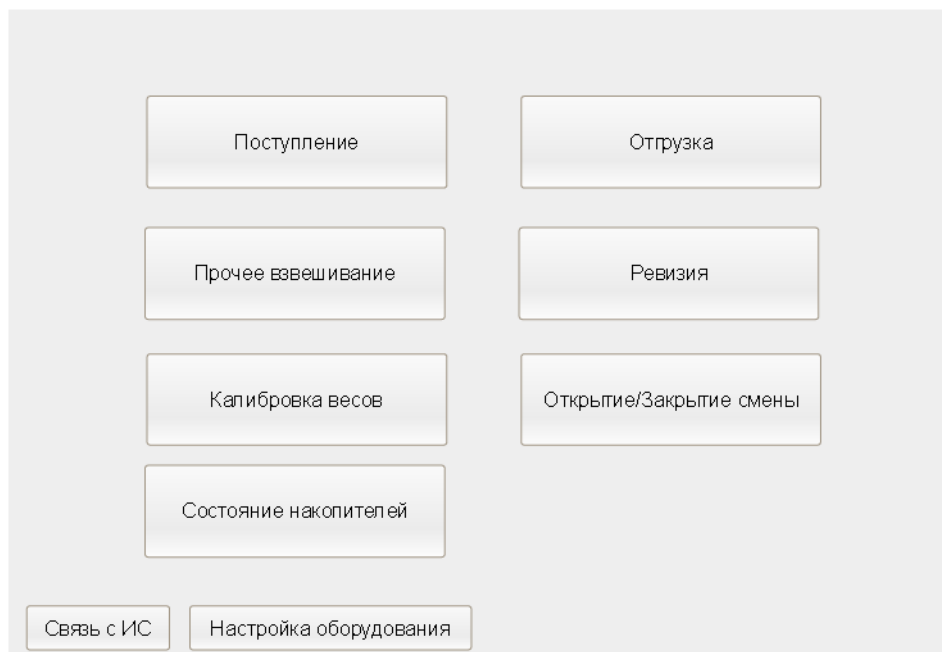 Поступление
Отгрузка
Прочее взвешивание
Ревизия
Калибровка весов
Открытие/Закрытие смены
Состояние накопителей
Связь с ИС
Настройка оборудования